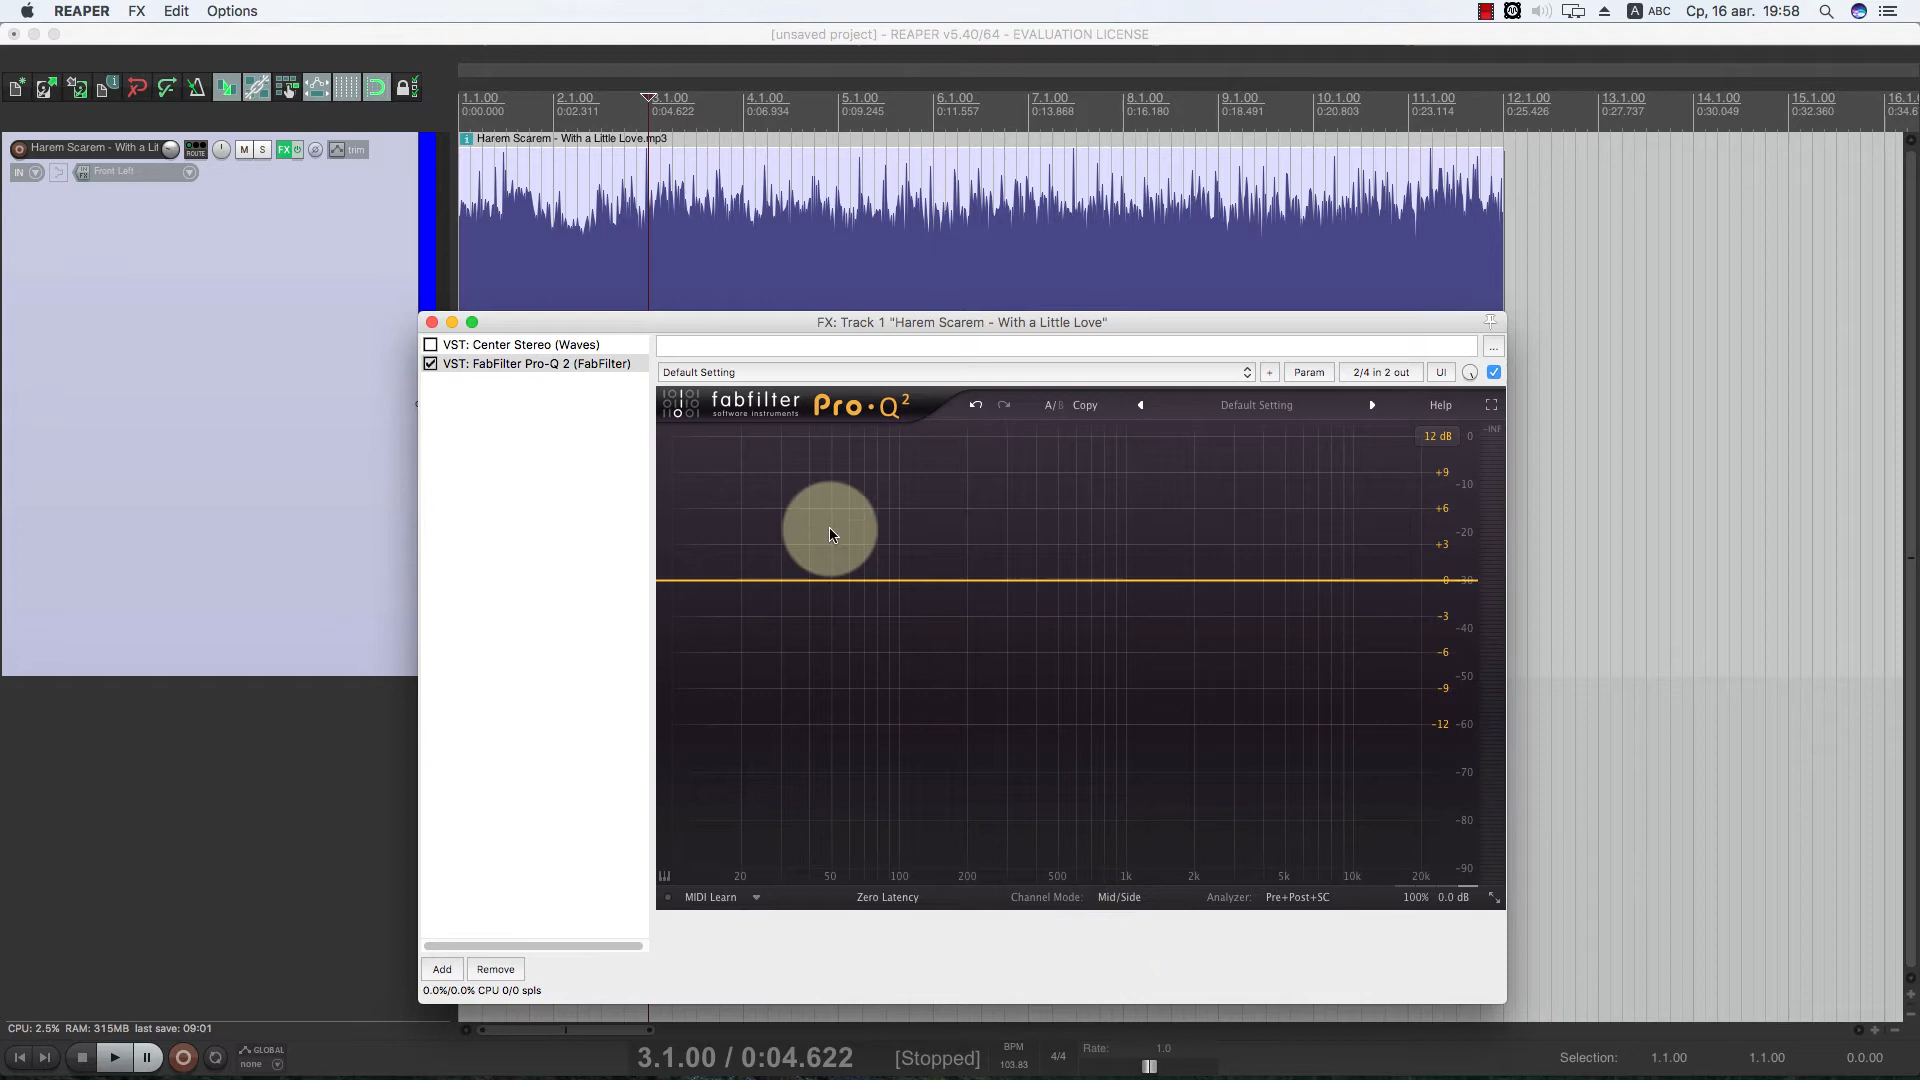 REAPER FX Edit Options
A ABC Ср, 16 авг. 19:58
[unsaved project] - REAPER v5.40/64 - EVALUATION LICENSE
1.1.00 2.1.00 3.1.00 4.1.00 5.1.00 6.1.00 7.1.00 8.1.00 9.1.00 10.1.00 11.1.00 12.1.00 13.1.00 14.1.00 15.1.00 16.1.
0:00.000 0:02.311 0:04.622 0:06.934 0:09.245 0:11.557 0:13.868 0:16.180 0:18.491 0:20.803 0:23.114 0:25.426 0:27.737 0:30.049 0:32.360 0:34.6
Harem Scarem - With a Little Love.mp3
Harem Scarem - With a Lit ROUTE M S FX trim
IN IN FX Front Left
FX: Track 1 "Harem Scarem - With a Little Love"
VST: Center Stereo (Waves)
VST: FabFilter Pro-Q 2 (FabFilter)
...
Default Setting + Param 2/4 in 2 out UI
fabfilter
software instruments
Pro·Q2
A/B Copy Default Setting Help
12 dB 0 -INF
+9
-10
+6
-20
+3
0 -30
-3
-40
-6
-50
-9
-12 -60
-70
-80
-90
20 50 100 200 500 1k 2k 5k 10k 20k
MIDI Learn Zero Latency Channel Mode: Mid/Side Analyzer: Pre+Post+SC 100% 0.0 dB
Add Remove
0.0%/0.0% CPU 0/0 spls
CPU: 2.5% RAM: 315MB last save: 09:01
GLOBAL
none
3.1.00 / 0:04.622 [Stopped]
BPM
103.83
4/4
Rate: 1.0
Selection: 1.1.00 1.1.00 0.0.00